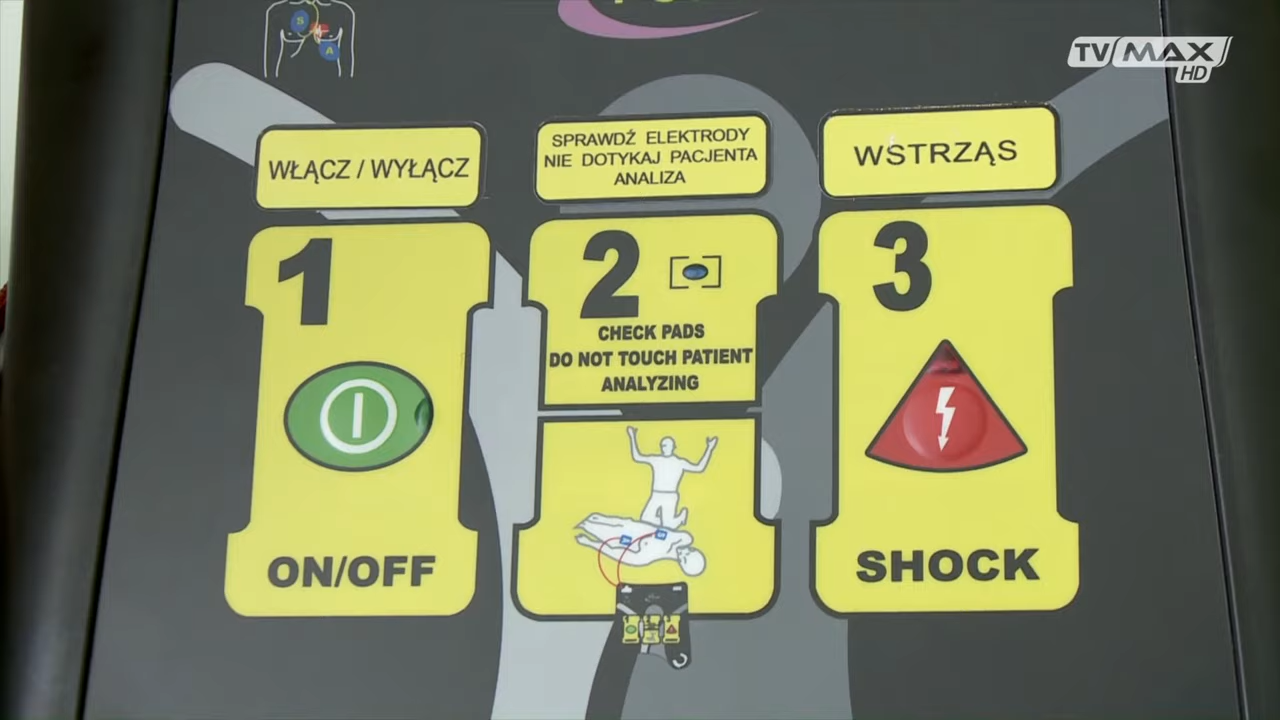 TV MAX
HD
S
A
WŁĄCZ / WYŁĄCZ
SPRAWDŹ ELEKTRODY
NIE DOTYKAJ PACJENTA
ANALIZA
WSTRZĄS
1
2
3
CHECK PADS
DO NOT TOUCH PATIENT
ANALYZING
ON/OFF
SHOCK